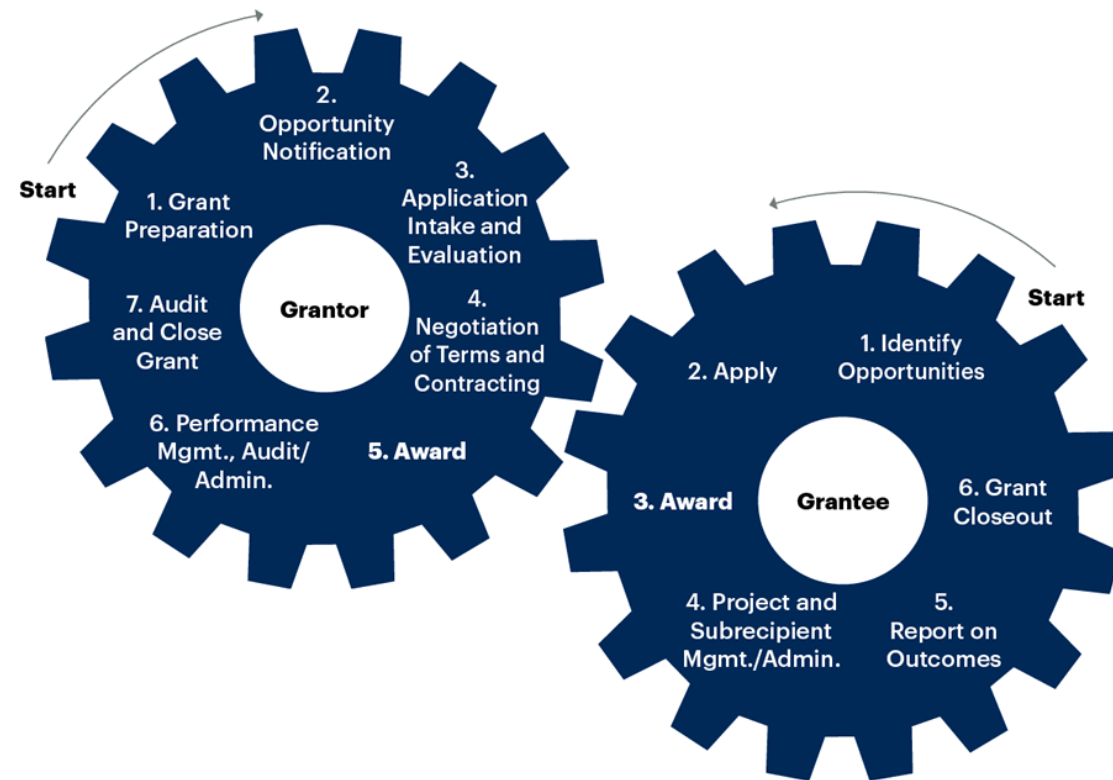 Start
1. Grant
Preparation
2.
Opportunity
Notification
3.
Application
Intake and
Evaluation
4.
Negotiation
of Terms and
Contracting
5. Award
6. Performance
Mgmt., Audit/
Admin.
7. Audit
and Close
Grant
Grantor
Start
1. Identify
Opportunities
2. Apply
3. Award
4. Project and
Subrecipient
Mgmt./Admin.
5.
Report on
Outcomes
6. Grant
Closeout
Grantee